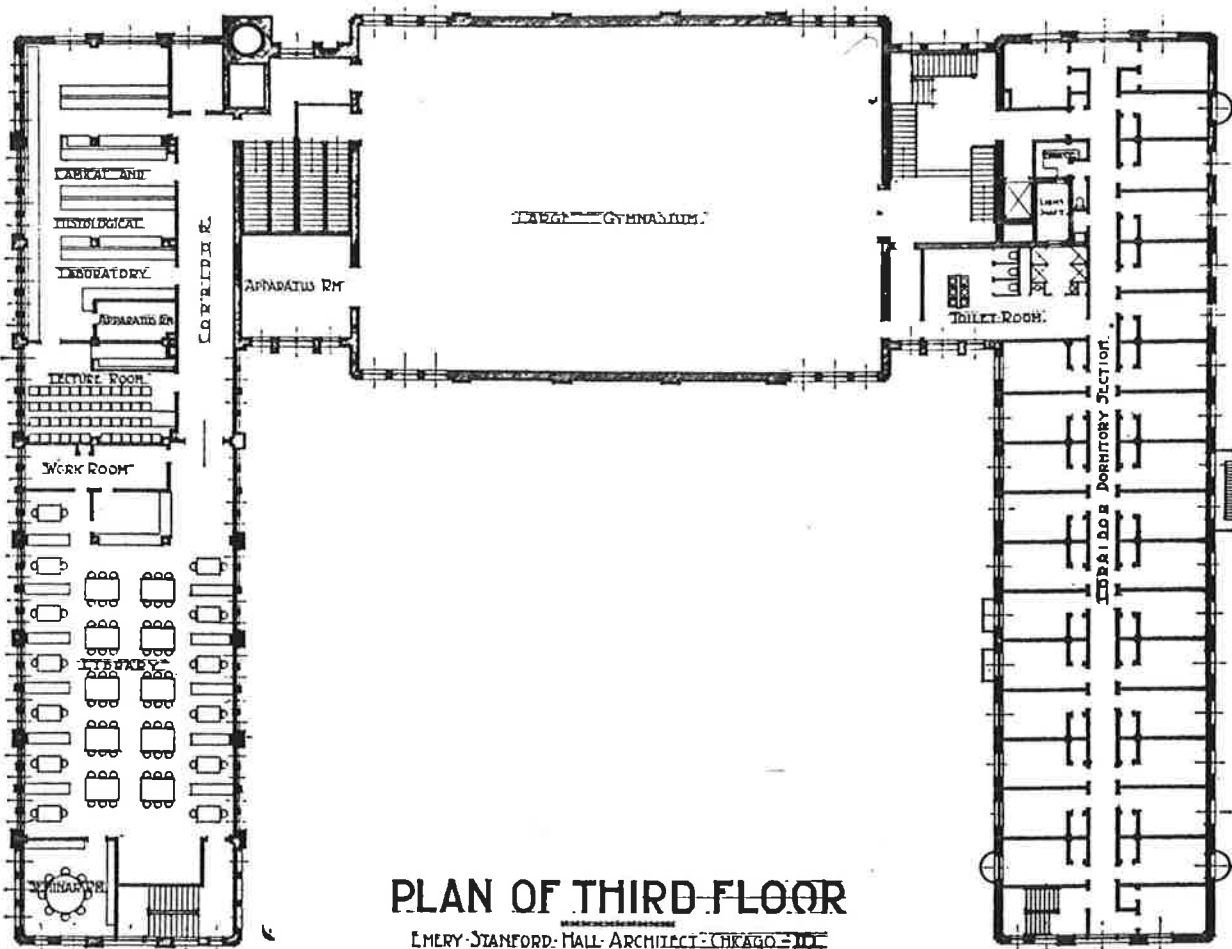 LARGE GYMNASIUM.
CABICAL AND
HISTOLOGICAL
LABORATORY
CORRIDOR
APPARATUS RM
APPARATUS RM
LECTURE ROOM.
WORK ROOM
LIBRARY
SEMINAR RM.
LIGHT
SHAFT
TOILET ROOM.
CORRIDOR DORMITORY SECTION.
PLAN OF THIRD FLOOR
EMERY·STANFORD·HALL·ARCHITECT·CHICAGO·ILL